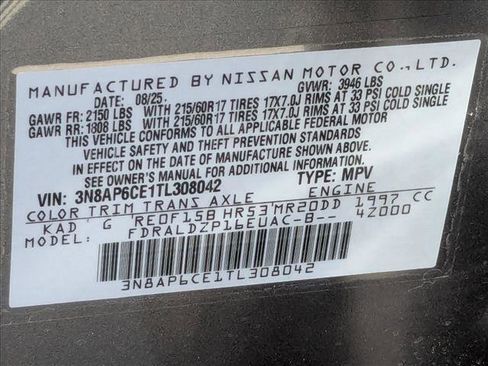 MANUFACTURED BY NISSAN MOTOR CO., LTD.
DATE: 08/25 GVWR: 3946 LBS
GAWR FR: 2150 LBS WITH 215/60R17 TIRES 17X7.0J RIMS AT 33 PSI COLD SINGLE
GAWR RR: 1808 LBS WITH 215/60R17 TIRES 17X7.0J RIMS AT 33 PSI COLD SINGLE
THIS VEHICLE CONFORMS TO ALL APPLICABLE FEDERAL MOTOR
VEHICLE SAFETY AND THEFT PREVENTION STANDARDS
IN EFFECT ON THE DATE OF MANUFACTURE SHOWN ABOVE.
SEE OWNER'S MANUAL FOR ADDITIONAL INFORMATION.
VIN: 3N8AP6CE1TL308042 TYPE: MPV
COLOR TRIM TRANS AXLE ENGINE
KAD G RE0F15B HR53 MR20DD 1997 CC
MODEL: FDRALDZP16EUAC-B-- 4Z000
3N8AP6CE1TL308042